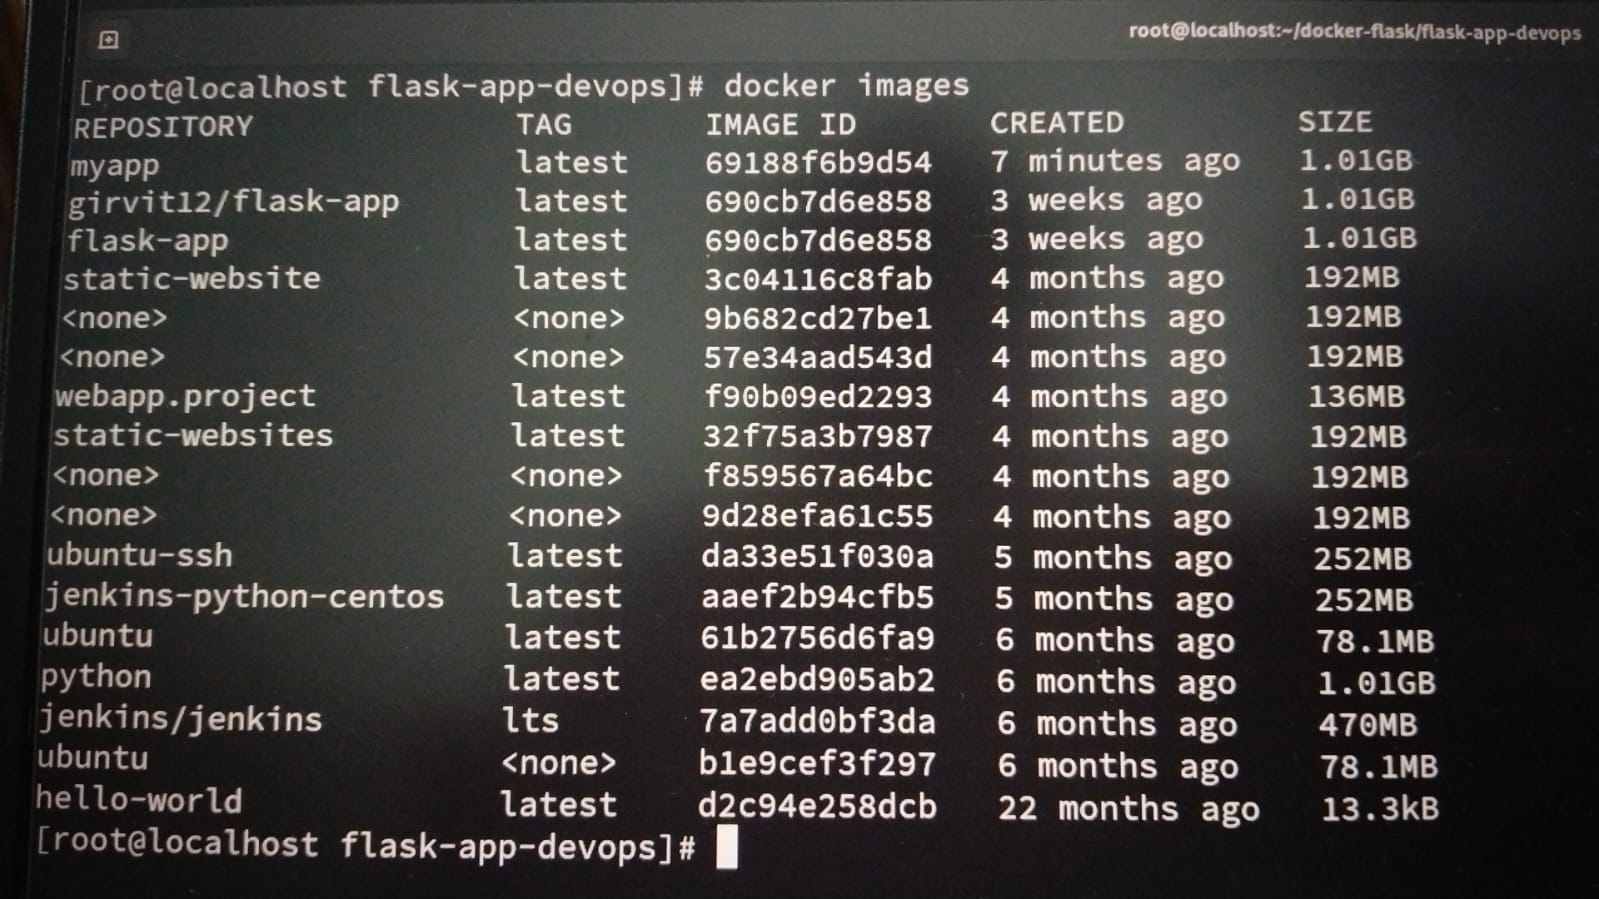 root@localhost:~/docker-flask/flask-app-devops
[root@localhost flask-app-devops]# docker images
REPOSITORY TAG IMAGE ID CREATED SIZE
myapp latest 69188f6b9d54 7 minutes ago 1.01GB
girvit12/flask-app latest 690cb7d6e858 3 weeks ago 1.01GB
flask-app latest 690cb7d6e858 3 weeks ago 1.01GB
static-website latest 3c04116c8fab 4 months ago 192MB
<none> <none> 9b682cd27be1 4 months ago 192MB
<none> <none> 57e34aad543d 4 months ago 192MB
webapp.project latest f90b09ed2293 4 months ago 136MB
static-websites latest 32f75a3b7987 4 months ago 192MB
<none> <none> f859567a64bc 4 months ago 192MB
<none> <none> 9d28efa61c55 4 months ago 192MB
ubuntu-ssh latest da33e51f030a 5 months ago 252MB
jenkins-python-centos latest aaef2b94cfb5 5 months ago 252MB
ubuntu latest 61b2756d6fa9 6 months ago 78.1MB
python latest ea2ebd905ab2 6 months ago 1.01GB
jenkins/jenkins lts 7a7add0bf3da 6 months ago 470MB
ubuntu <none> b1e9cef3f297 6 months ago 78.1MB
hello-world latest d2c94e258dcb 22 months ago 13.3kB
[root@localhost flask-app-devops]#